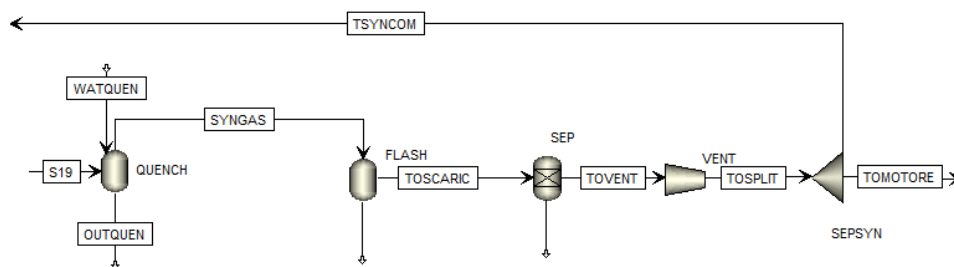 TSYNCOM
WATQUEN
SYNGAS
SEP
S19
QUENCH
FLASH
TOSCARIC
TOVENT
VENT
TOSPLIT
TOMOTORE
OUTQUEN
SEPSYN